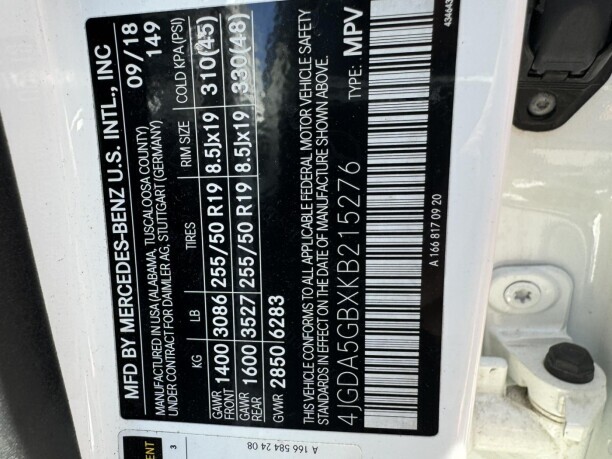 MFD BY MERCEDES-BENZ U.S. INTL., INC
MANUFACTURED IN USA (ALABAMA, TUSCALOOSA COUNTY) 09/18
UNDER CONTRACT FOR DAIMLER AG, STUTTGART (GERMANY) 149
KG LB TIRES RIM SIZE COLD KPA (PSI)
GAWR FRONT 1400 3086 255/50 R19 8.5Jx19 310(45)
GAWR REAR 1600 3527 255/50 R19 8.5Jx19 330(48)
GVWR 2850 6283
THIS VEHICLE CONFORMS TO ALL APPLICABLE FEDERAL MOTOR VEHICLE SAFETY
STANDARDS IN EFFECT ON THE DATE OF MANUFACTURE SHOWN ABOVE.
4JGDA5GBXKB215276 TYPE: MPV
A 166 817 09 20
3
A 166 584 24 08